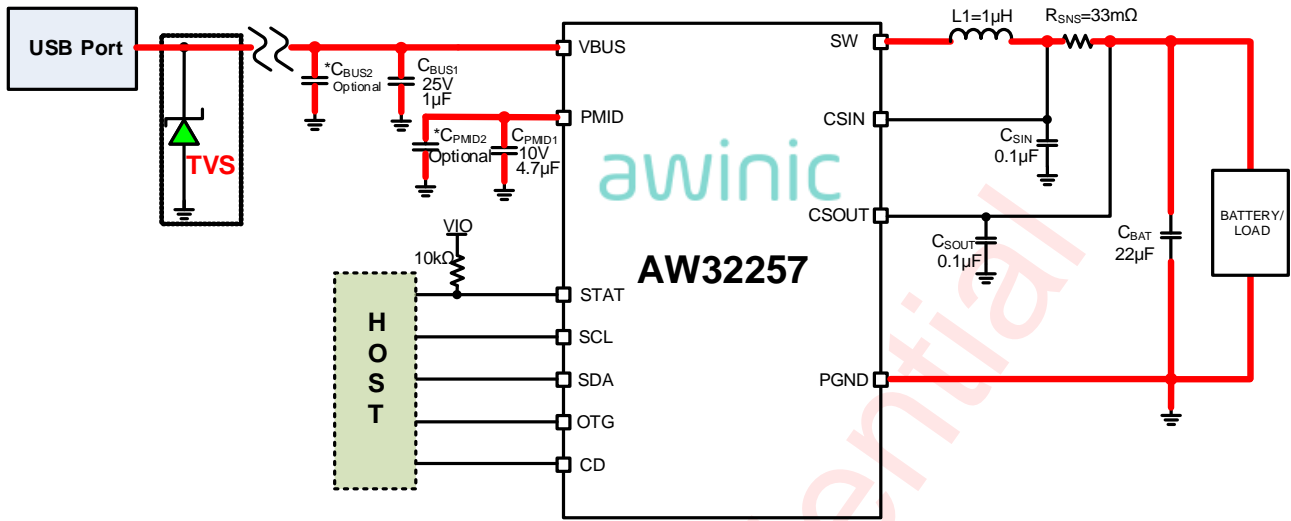 USB Port
TVS
*CBUS2
Optional
CBUS1
25V
1µF
*CPMID2
Optional
CPMID1
10V
4.7µF
VIO
10kΩ
HOST
VBUS
PMID
STAT
SCL
SDA
OTG
CD
awinic
AW32257
SW
CSIN
CSOUT
PGND
L1=1µH
RSNS=33mΩ
CSIN
0.1µF
CSOUT
0.1µF
CBAT
22µF
BATTERY/
LOAD